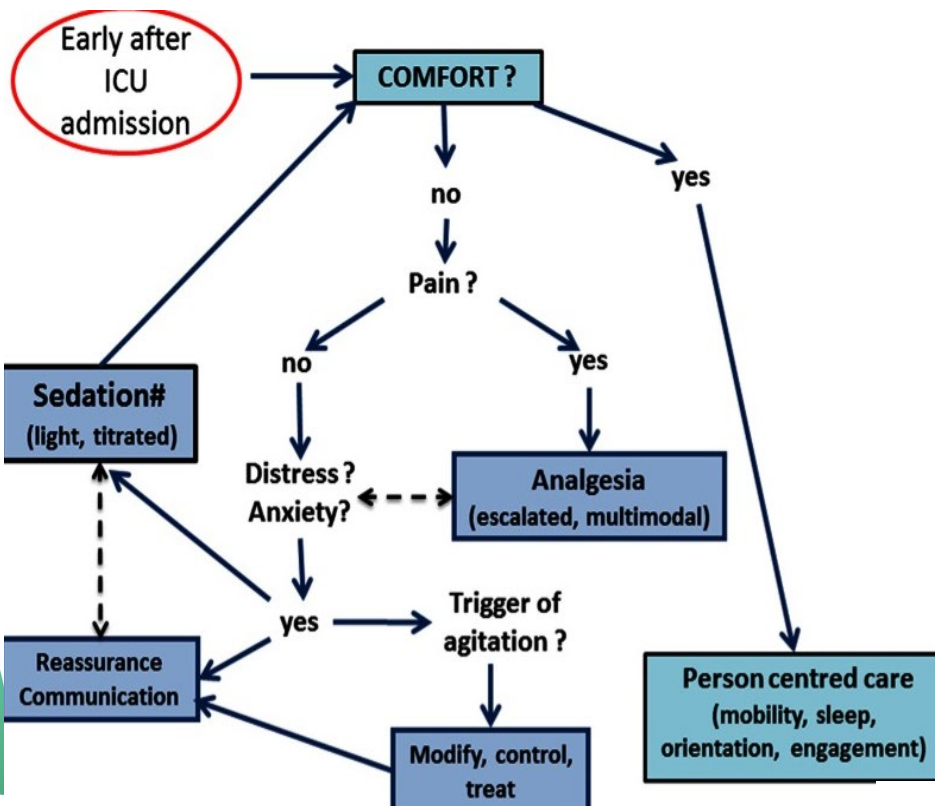 Early after
ICU
admission
COMFORT ?
no
yes
Pain ?
no
yes
Sedation#
(light, titrated)
Distress ?
Anxiety?
Analgesia
(escalated, multimodal)
yes
Trigger of
agitation ?
Reassurance
Communication
Person centred care
(mobility, sleep,
orientation, engagement)
Modify, control,
treat